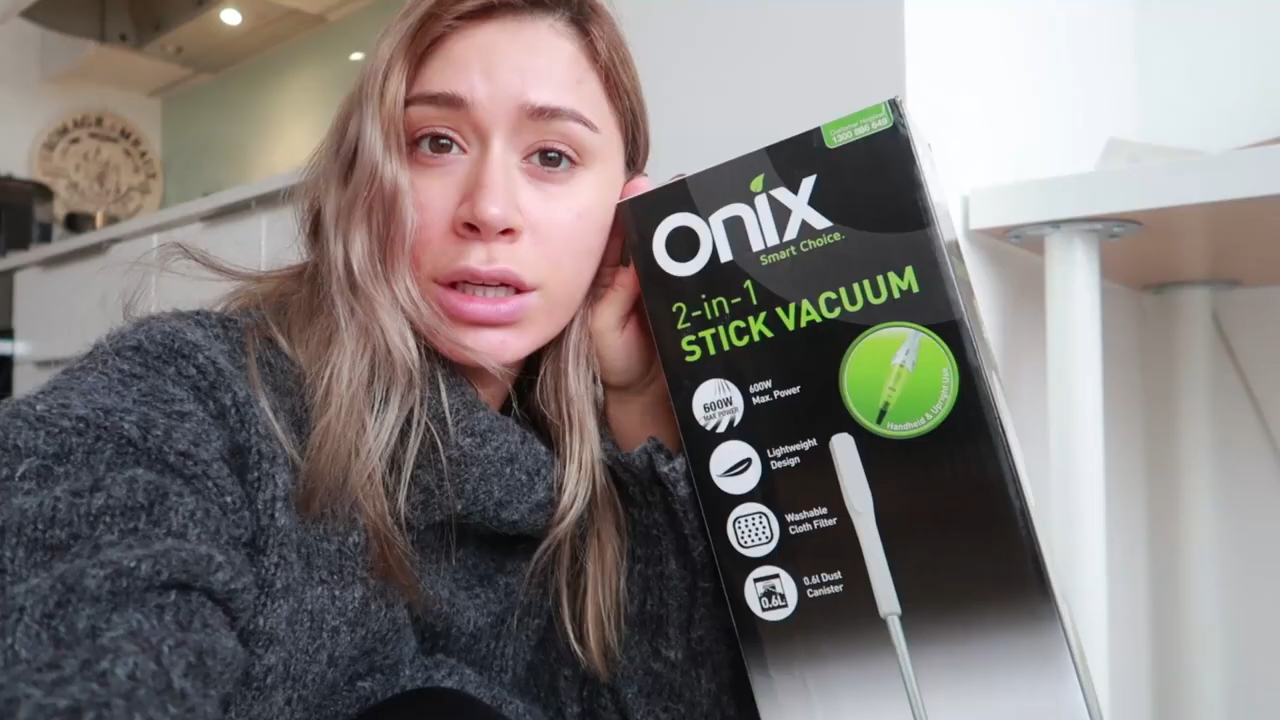 Customer Hotline
1300 886 649
Onix
Smart Choice.
2-in-1
STICK VACUUM
600W
MAX POWER
600W
Max. Power
Handheld & Upright Use
Lightweight
Design
Washable
Cloth Filter
0.6L
0.6l Dust
Canister